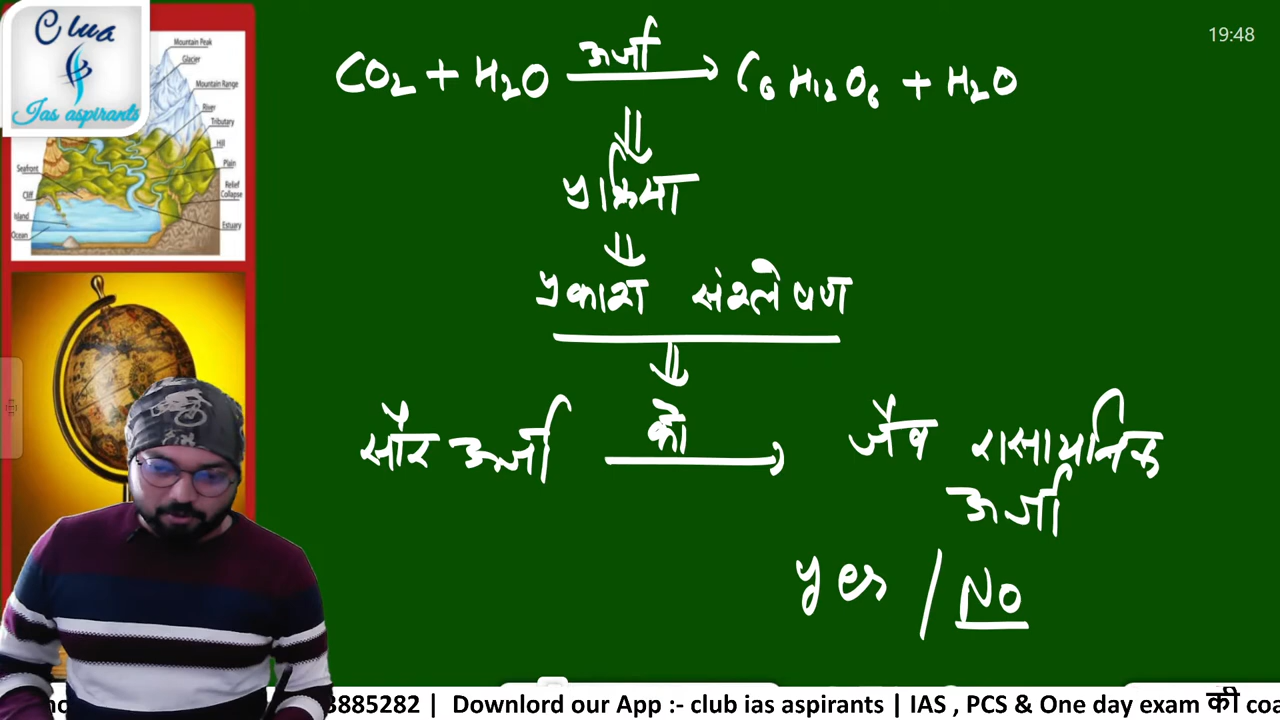 Clua
Ias aspirants
19:48
Mountain Peak
Glacier
Mountain Range
River
Tributary
Hill
Plain
Relief
Collapse
Estuary
Seafront
Cliff
Island
Ocean
ऊर्जा
CO2 + H2O → C6H12O6 + H2O
प्रक्रिया
प्रकाश संश्लेषण
सौर ऊर्जा को → जैव रासायनिक
ऊर्जा
yes / No
3885282 | Downlord our App :- club ias aspirants | IAS , PCS & One day exam की